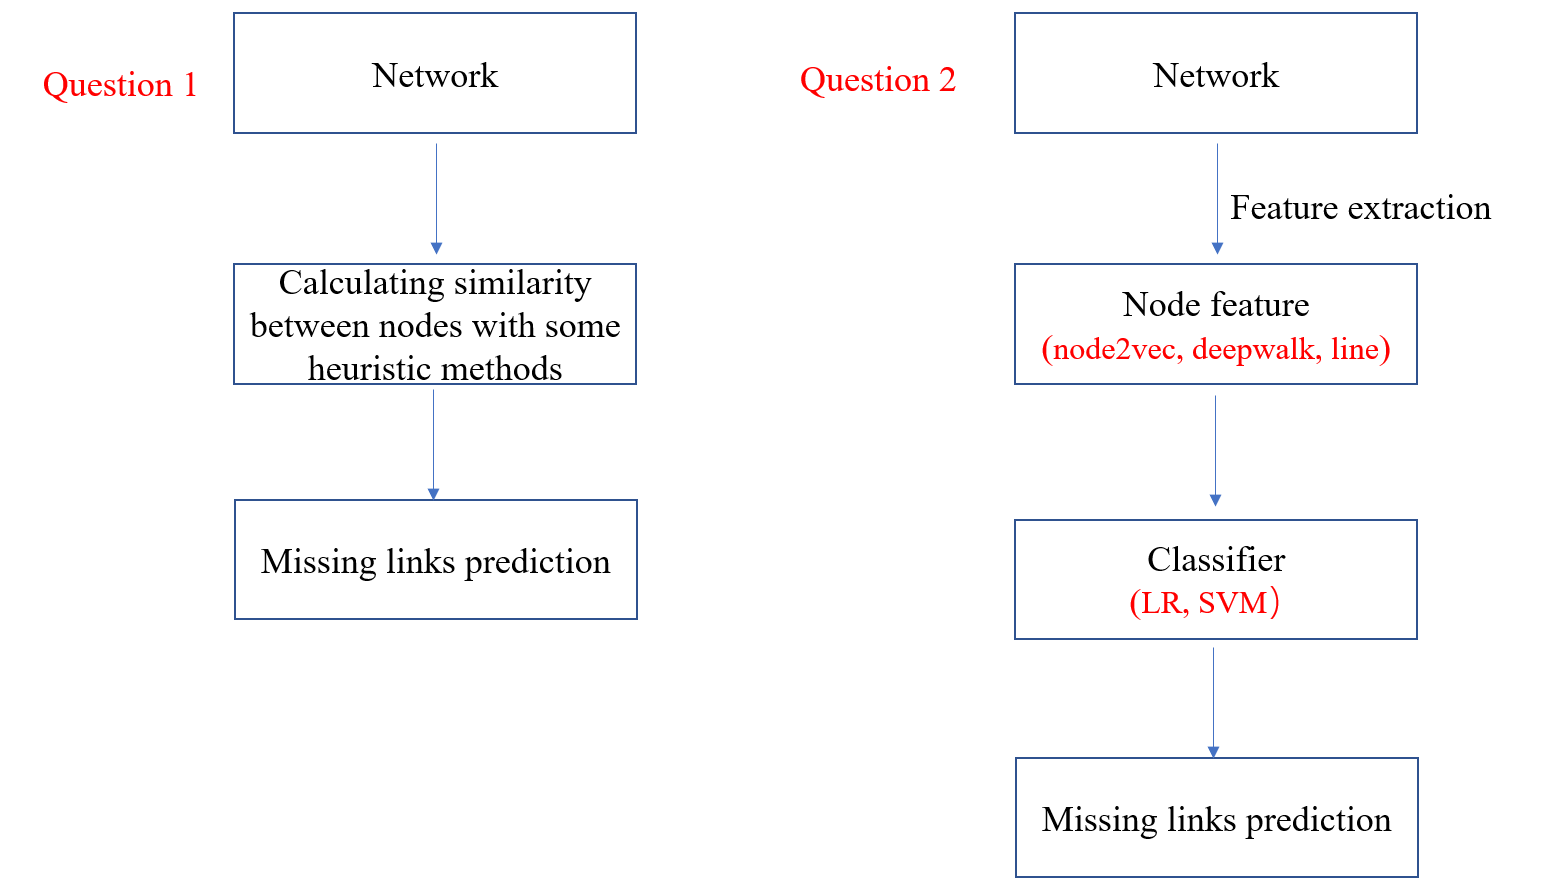 Question 1
Network
Calculating similarity
between nodes with some
heuristic methods
Missing links prediction
Question 2
Network
Feature extraction
Node feature
(node2vec, deepwalk, line)
Classifier
(LR, SVM）
Missing links prediction